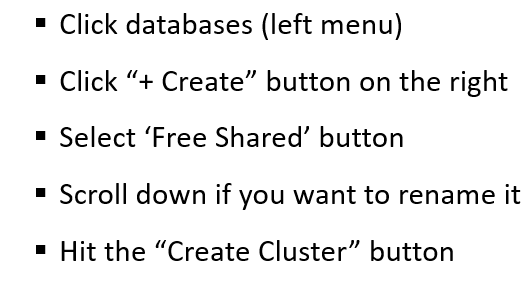 ▪ Click databases (left menu)
▪ Click “+ Create” button on the right
▪ Select ‘Free Shared’ button
▪ Scroll down if you want to rename it
▪ Hit the “Create Cluster” button